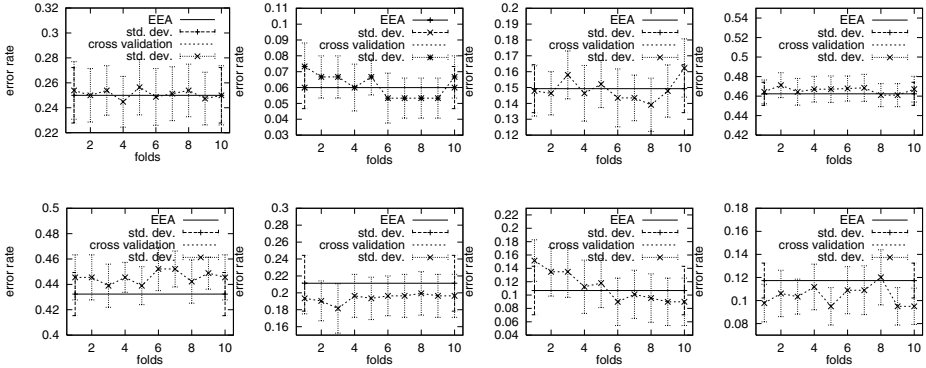 error rate
0.32
0.3
0.28
0.26
0.24
0.22
EEA
std. dev.
cross validation
std. dev.
2 4 6 8 10
folds
error rate
0.11
0.1
0.09
0.08
0.07
0.06
0.05
0.04
0.03
EEA
std. dev.
cross validation
std. dev.
2 4 6 8 10
folds
error rate
0.2
0.19
0.18
0.17
0.16
0.15
0.14
0.13
0.12
EEA
std. dev.
cross validation
std. dev.
2 4 6 8 10
folds
error rate
0.54
0.52
0.5
0.48
0.46
0.44
0.42
EEA
std. dev.
cross validation
std. dev.
2 4 6 8 10
folds
error rate
0.5
0.48
0.46
0.44
0.42
0.4
EEA
std. dev.
cross validation
std. dev.
0 2 4 6 8 10
folds
error rate
0.3
0.28
0.26
0.24
0.22
0.2
0.18
0.16
EEA
std. dev.
cross validation
std. dev.
2 4 6 8 10
folds
error rate
0.22
0.2
0.18
0.16
0.14
0.12
0.1
0.08
0.06
0.04
EEA
std. dev.
cross validation
std. dev.
2 4 6 8 10
folds
error rate
0.18
0.16
0.14
0.12
0.1
0.08
EEA
std. dev.
cross validation
std. dev.
2 4 6 8 10
folds